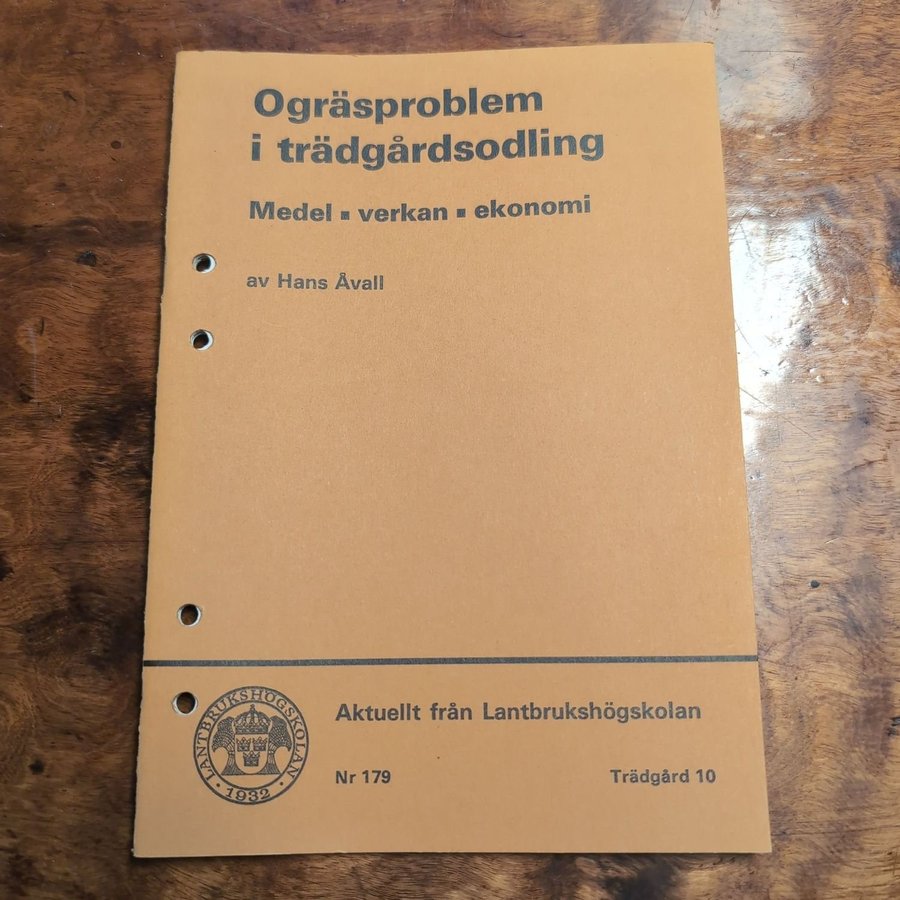 Ogräsproblem
i trädgårdsodling
Medel ▪ verkan ▪ ekonomi
av Hans Åvall
Aktuellt från Lantbrukshögskolan
LANTBRUKSHÖGSKOLAN
· 1932 ·
Nr 179
Trädgård 10